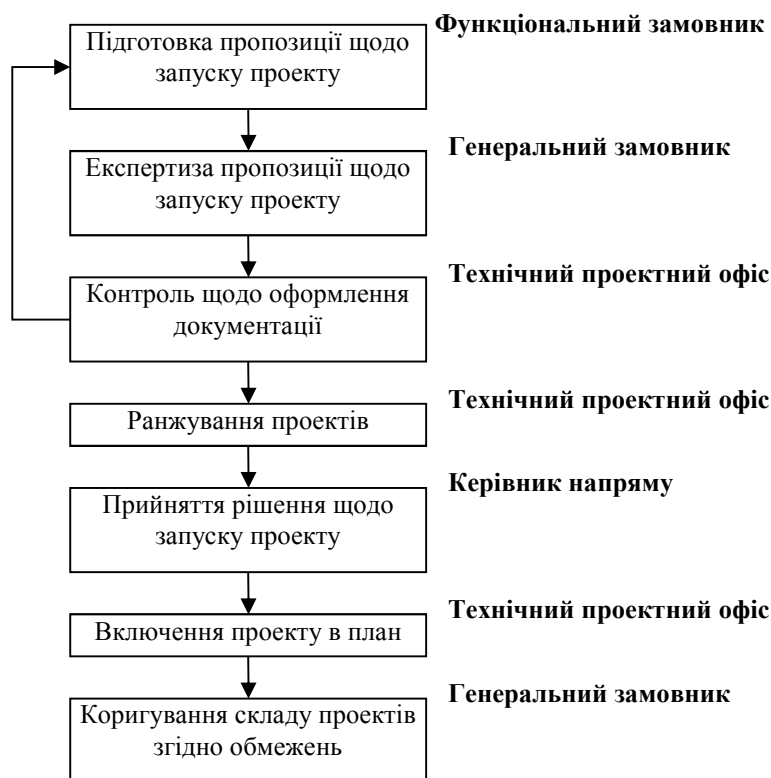 Функціональний замовник
Підготовка пропозиції щодо
запуску проекту
Генеральний замовник
Експертиза пропозиції щодо
запуску проекту
Технічний проектний офіс
Контроль щодо оформлення
документації
Технічний проектний офіс
Ранжування проектів
Керівник напряму
Прийняття рішення щодо
запуску проекту
Технічний проектний офіс
Включення проекту в план
Генеральний замовник
Коригування складу проектів
згідно обмежень